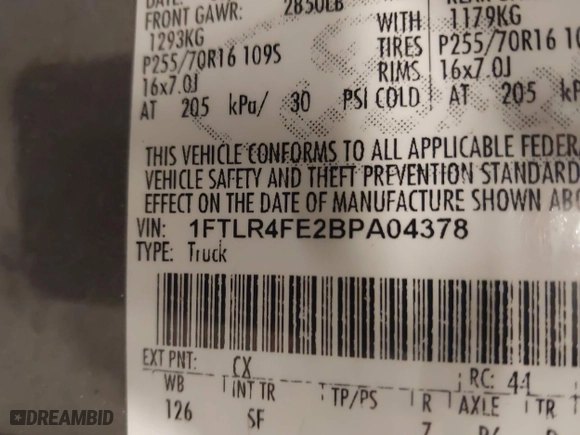 FRONT GAWR: 2850LB
1293KG WITH 1179KG
P255/70R16 109S TIRES P255/70R16
16x7.0J RIMS 16x7.0J
AT 205 kPa/ 30 PSI COLD AT 205
THIS VEHICLE CONFORMS TO ALL APPLICABLE
VEHICLE SAFETY AND THEFT PREVENTION STANDARD
EFFECT ON THE DATE OF MANUFACTURE SHOWN
VIN: 1FTLR4FE2BPA04378
TYPE: Truck
EXT PNT: CX RC: 41
WB INT TR TP/PS R AXLE TR
126 SF
DREAMBID